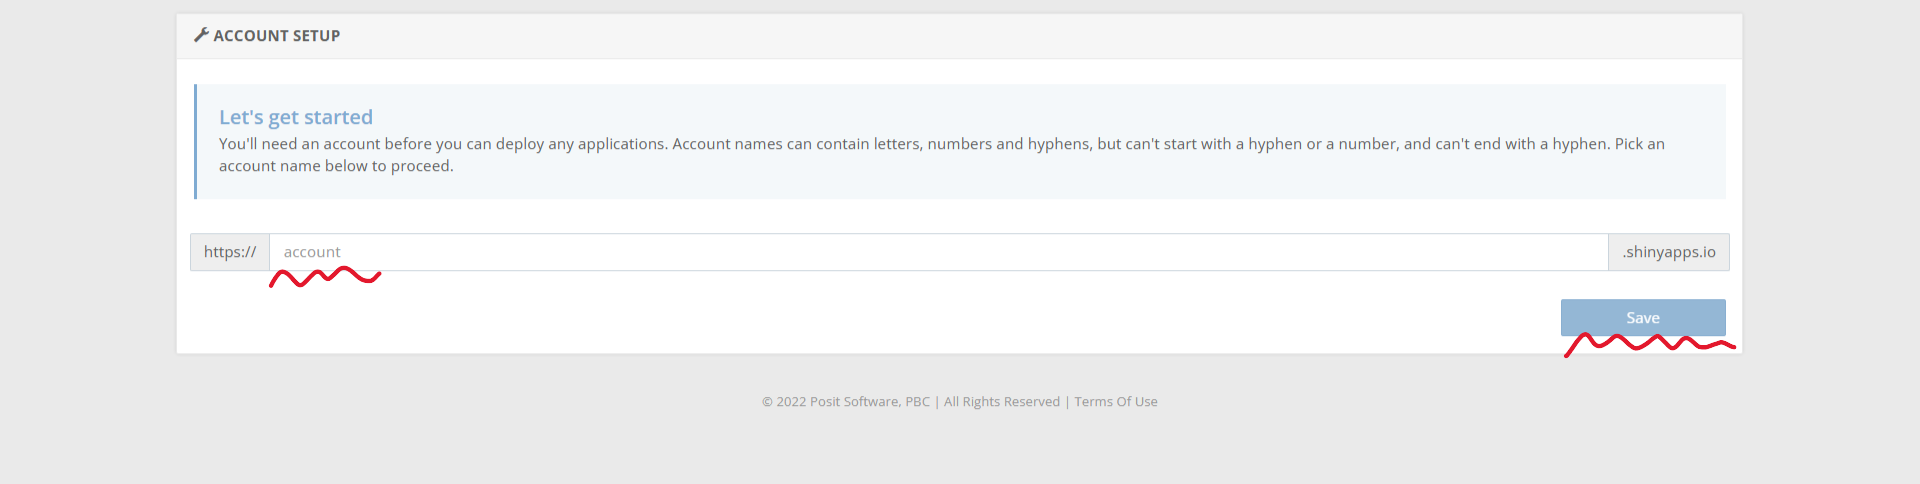 ACCOUNT SETUP
Let's get started
You'll need an account before you can deploy any applications. Account names can contain letters, numbers and hyphens, but can't start with a hyphen or a number, and can't end with a hyphen. Pick an
account name below to proceed.
https:// account .shinyapps.io
Save
© 2022 Posit Software, PBC | All Rights Reserved | Terms Of Use